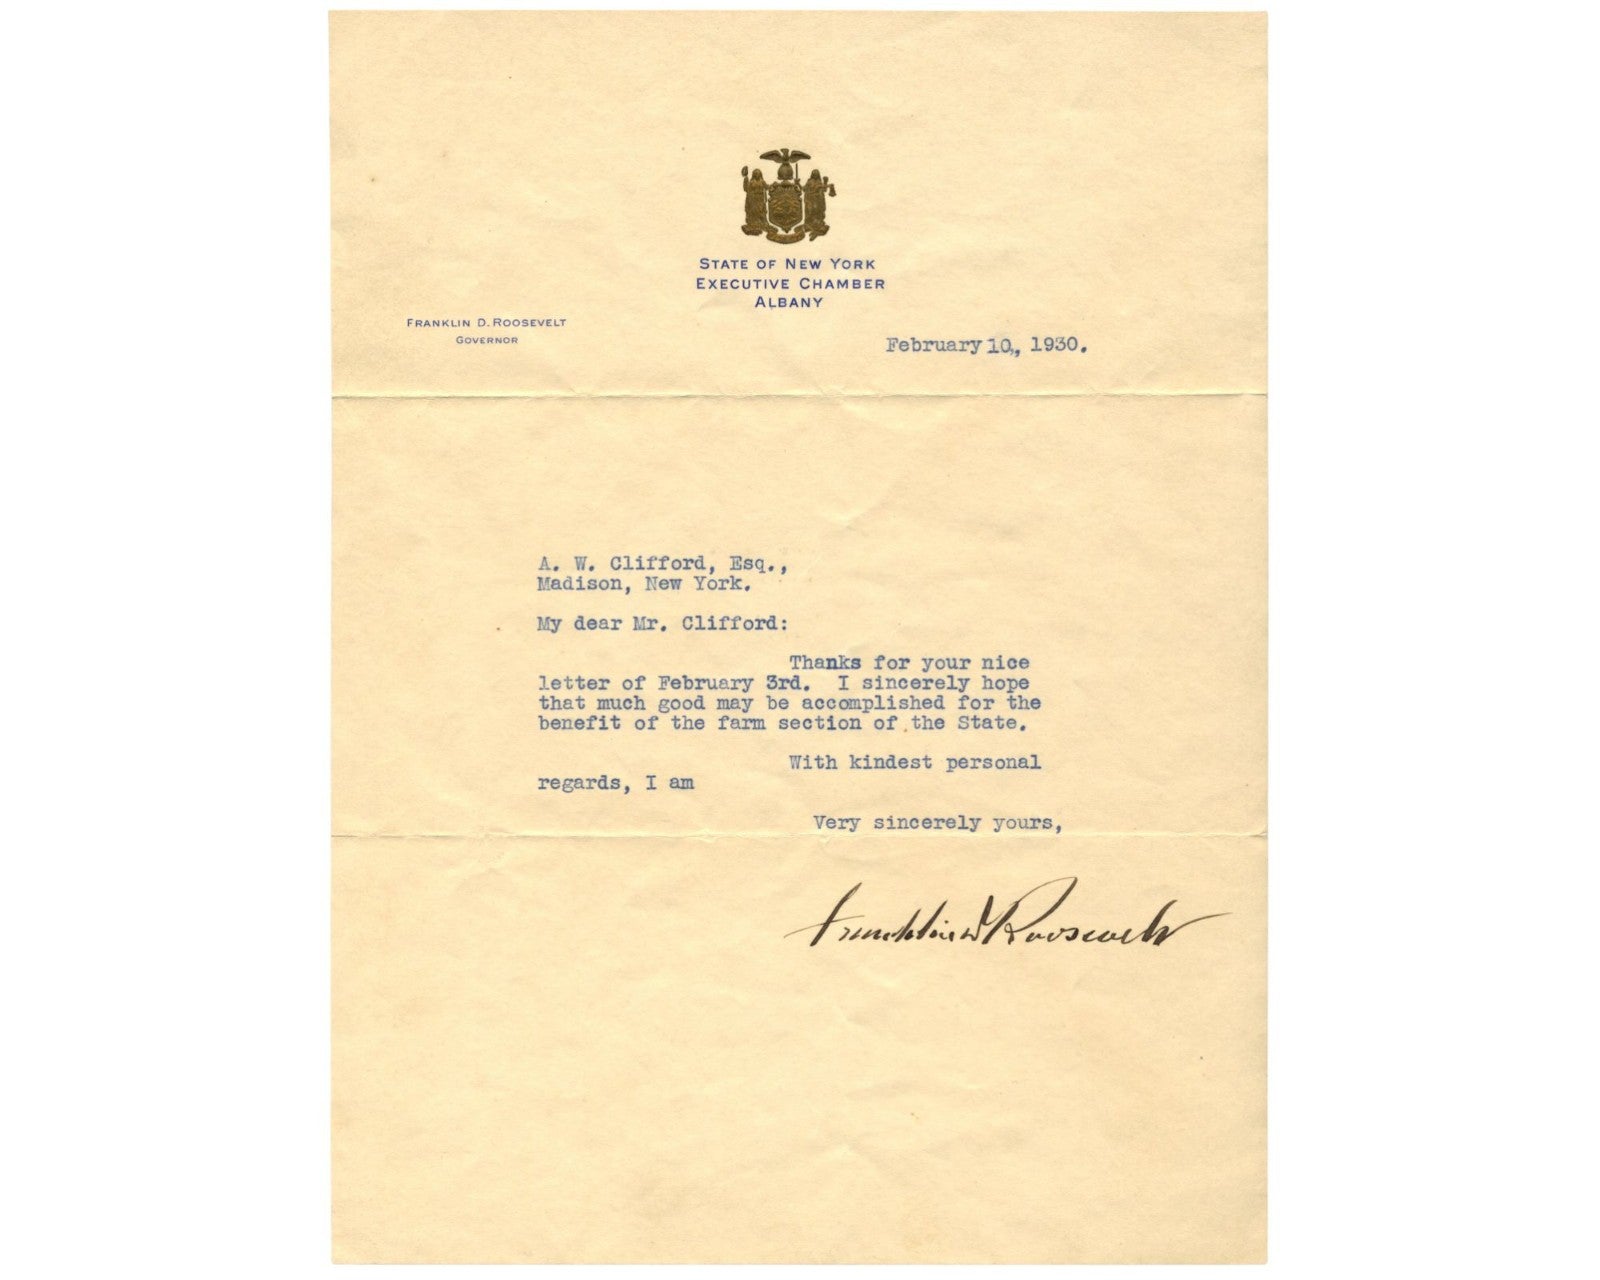 STATE OF NEW YORK
EXECUTIVE CHAMBER
ALBANY
FRANKLIN D. ROOSEVELT
GOVERNOR
February 10, 1930.
A. W. Clifford, Esq.,
Madison, New York.
My dear Mr. Clifford:
Thanks for your nice
letter of February 3rd. I sincerely hope
that much good may be accomplished for the
benefit of the farm section of the State.
With kindest personal
regards, I am
Very sincerely yours,
Franklin D Roosevelt